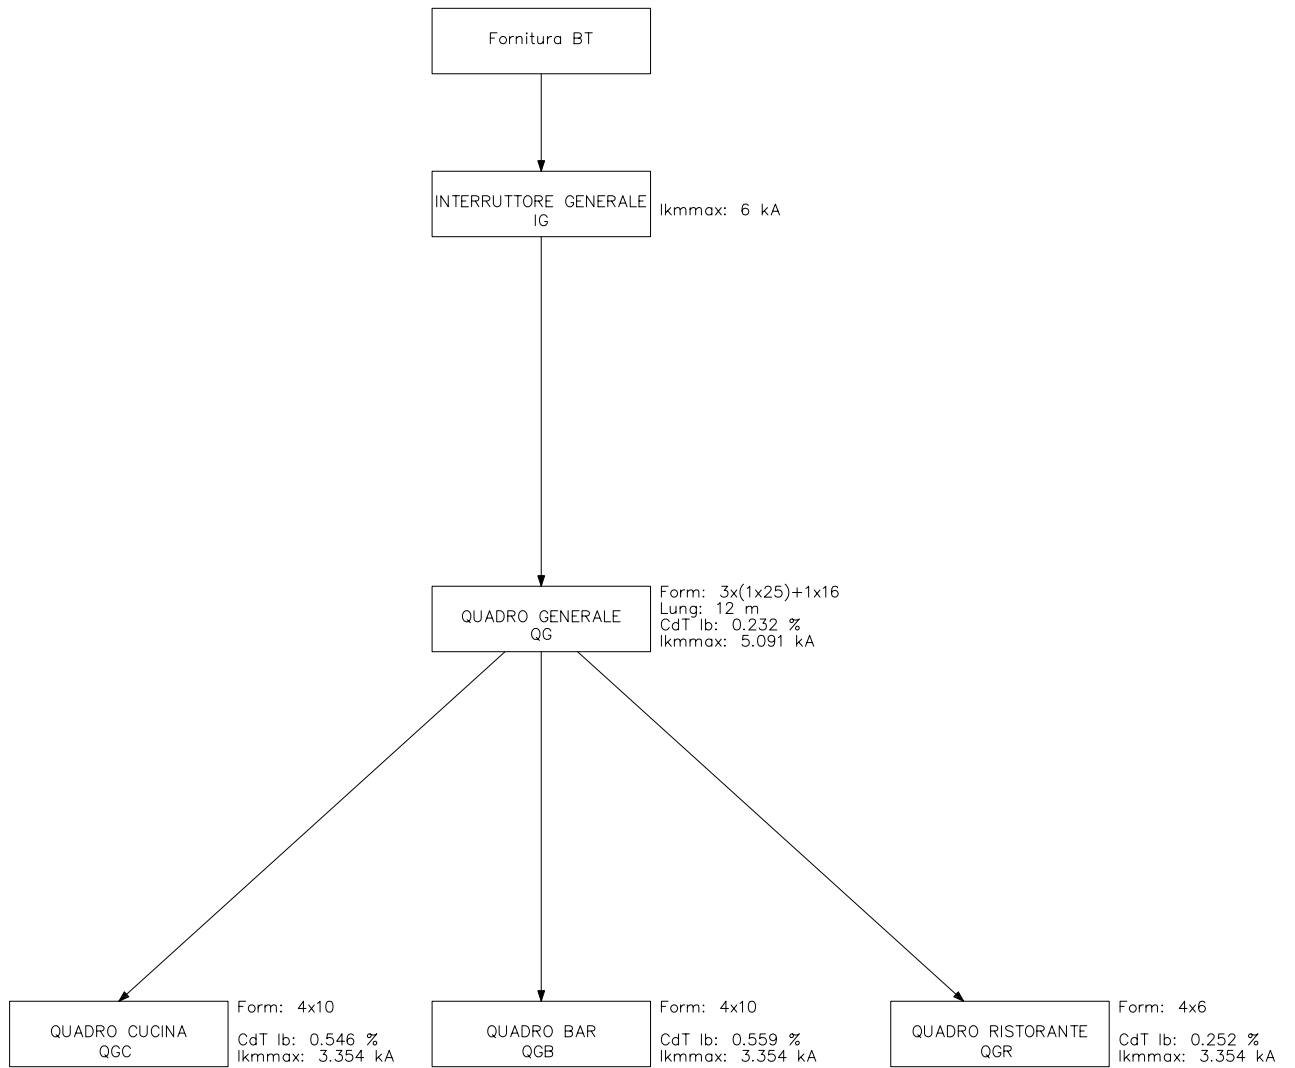 Fornitura BT
INTERRUTTORE GENERALE
IG
Ikmmax: 6 kA
QUADRO GENERALE
QG
Form: 3x(1x25)+1x16
Lung: 12 m
CdT Ib: 0.232 %
Ikmmax: 5.091 kA
QUADRO CUCINA
QGC
Form: 4x10
CdT Ib: 0.546 %
Ikmmax: 3.354 kA
QUADRO BAR
QGB
Form: 4x10
CdT Ib: 0.559 %
Ikmmax: 3.354 kA
QUADRO RISTORANTE
QGR
Form: 4x6
CdT Ib: 0.252 %
Ikmmax: 3.354 kA